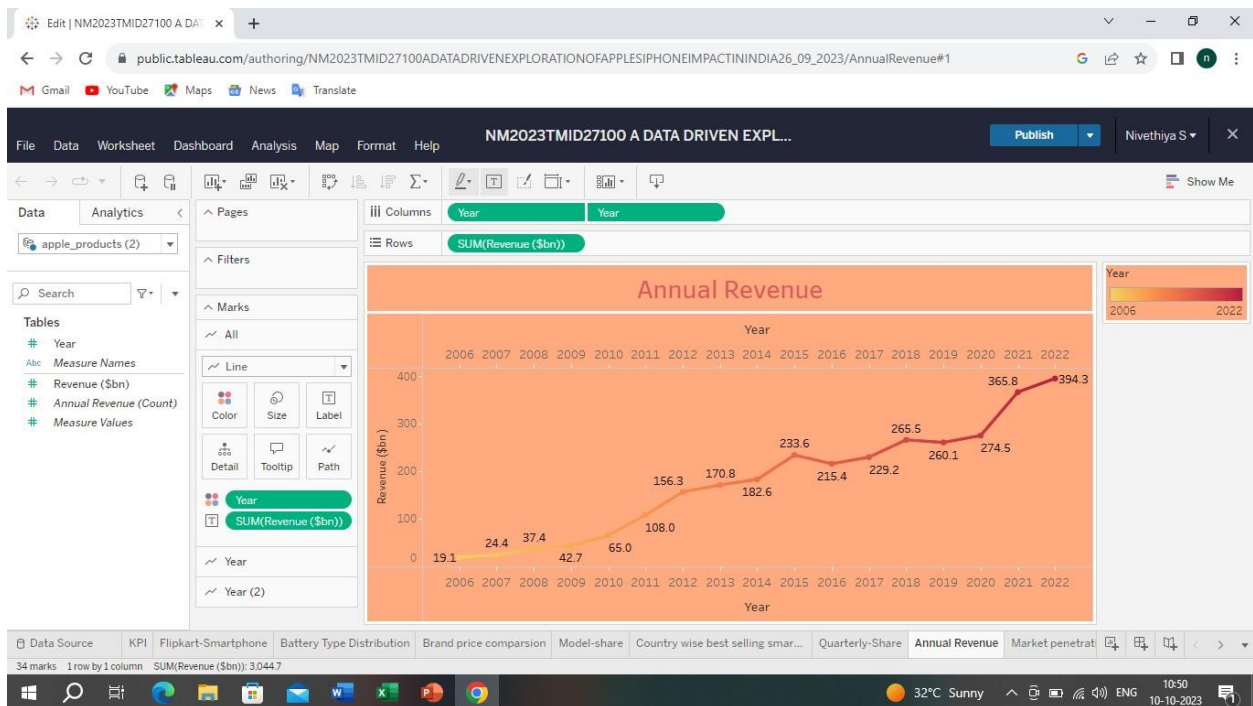 Edit | NM2023TMID27100 A DAT
public.tableau.com/authoring/NM2023TMID27100ADATADRIVENEXPLORATIONOFAPPLESIPHONEIMPACTININDIA26_09_2023/AnnualRevenue#1
G n
Gmail YouTube Maps News Translate
NM2023TMID27100 A DATA DRIVEN EXPL...
Publish Nivethiya S
File Data Worksheet Dashboard Analysis Map Format Help
Show Me
Data Analytics
Pages
Columns Year Year
apple_products (2)
Rows SUM(Revenue ($bn))
Filters
Search
Marks
Tables
Year
Abc Measure Names
Revenue ($bn)
Annual Revenue (Count)
Measure Values
All
Line
Color Size Label
Detail Tooltip Path
Year
SUM(Revenue ($bn))
Year
Year (2)
Annual Revenue
Year
2006 2007 2008 2009 2010 2011 2012 2013 2014 2015 2016 2017 2018 2019 2020 2021 2022
Revenue ($bn)
400
300
200
100
0
19.1
24.4
37.4
42.7
65.0
108.0
156.3
170.8
182.6
233.6
215.4
229.2
265.5
260.1
274.5
365.8
394.3
2006 2007 2008 2009 2010 2011 2012 2013 2014 2015 2016 2017 2018 2019 2020 2021 2022
Year
Year
2006 2022
Data Source KPI Flipkart-Smartphone Battery Type Distribution Brand price comparsion Model-share Country wise best selling smar... Quarterly-Share Annual Revenue Market penetrati
34 marks 1 row by 1 column SUM(Revenue ($bn)): 3,044.7
32°C Sunny ENG 10:50
10-10-2023 1